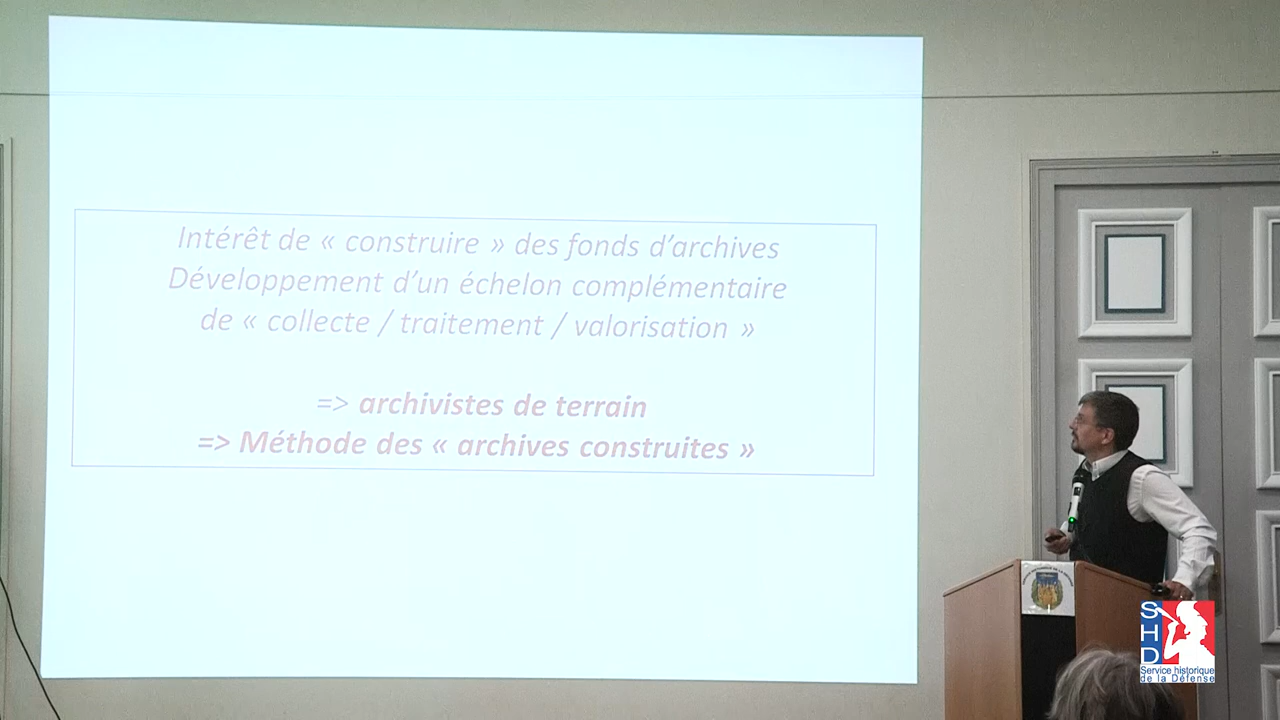 Intérêt de « construire » des fonds d'archives
Développement d'un échelon complémentaire
de « collecte / traitement / valorisation »
=> archivistes de terrain
=> Méthode des « archives construites »
SHD
Service historique
de la Défense